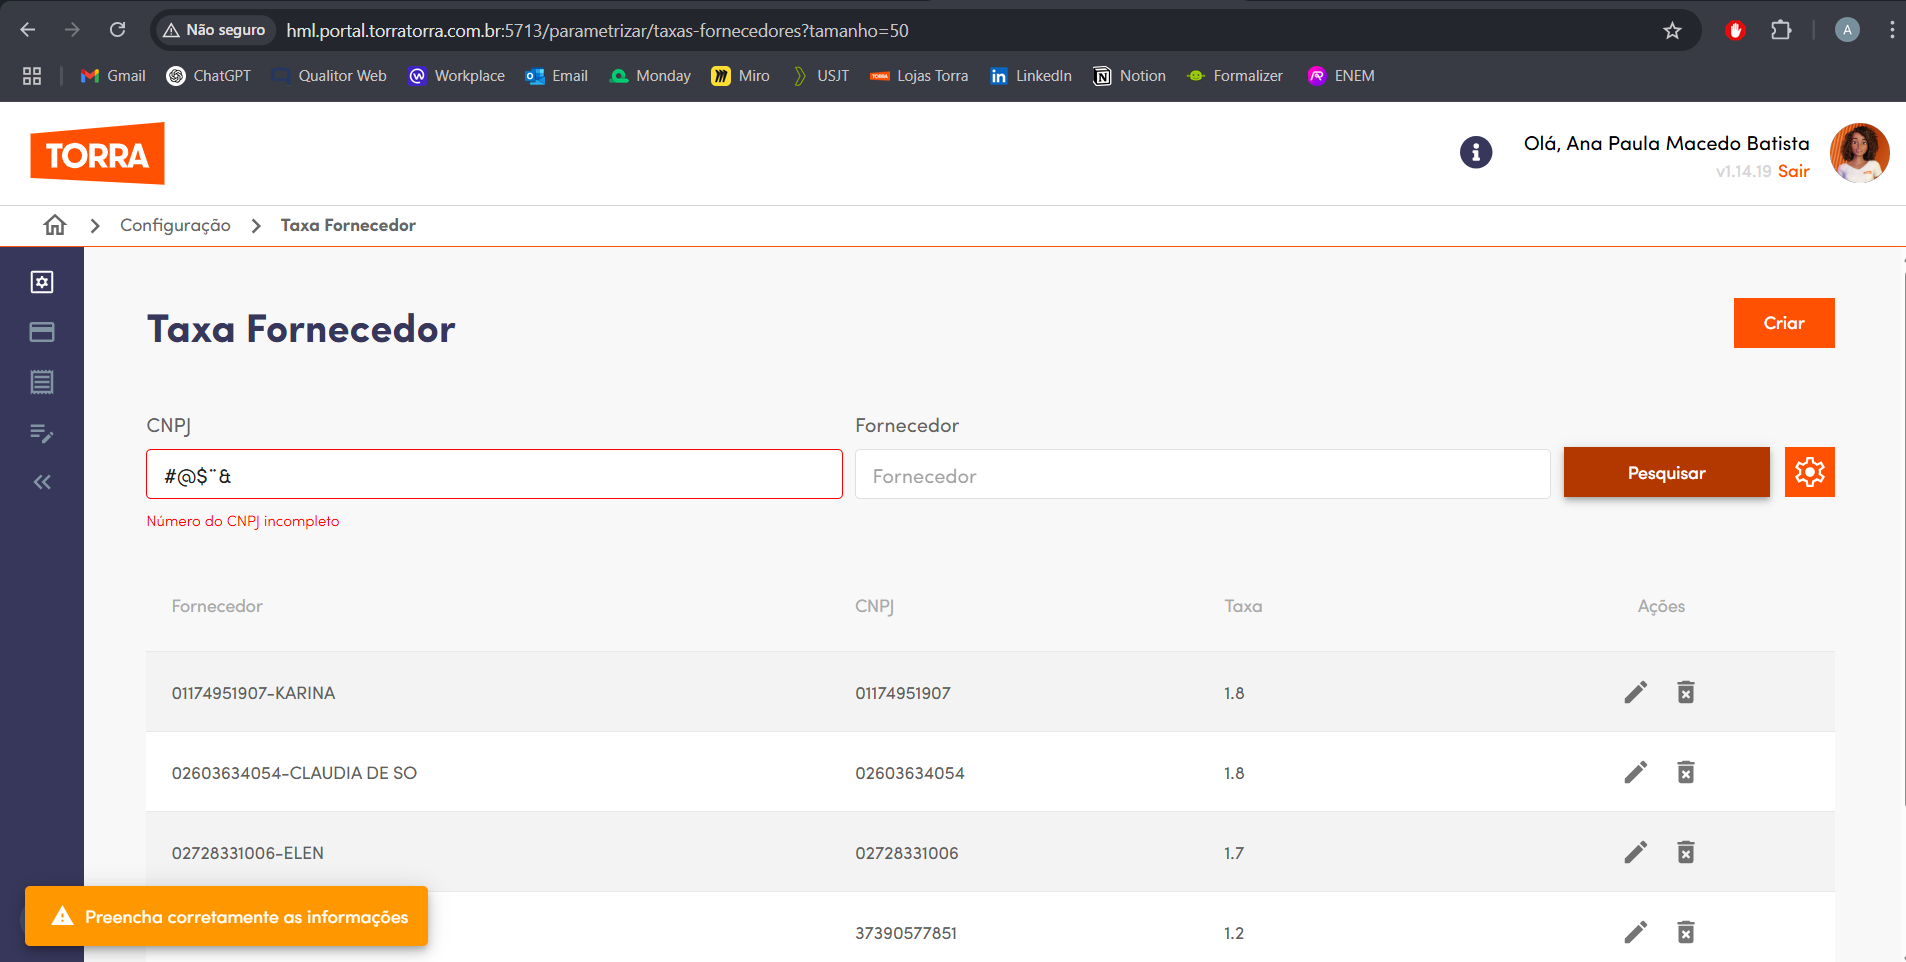 Não seguro
hml.portal.torratorra.com.br:5713/parametrizar/taxas-fornecedores?tamanho=50
A
Gmail
ChatGPT
Qualitor Web
Workplace
Email
Monday
Miro
USJT
Lojas Torra
LinkedIn
Notion
Formalizer
ENEM
TORRA
Olá, Ana Paula Macedo Batista
v1.14.19 Sair
Configuração
Taxa Fornecedor
Taxa Fornecedor
Criar
CNPJ
Fornecedor
#@$¨&
Fornecedor
Pesquisar
Número do CNPJ incompleto
Fornecedor CNPJ Taxa Ações
01174951907-KARINA 01174951907 1.8
02603634054-CLAUDIA DE SO 02603634054 1.8
02728331006-ELEN 02728331006 1.7
37390577851 1.2
Preencha corretamente as informações